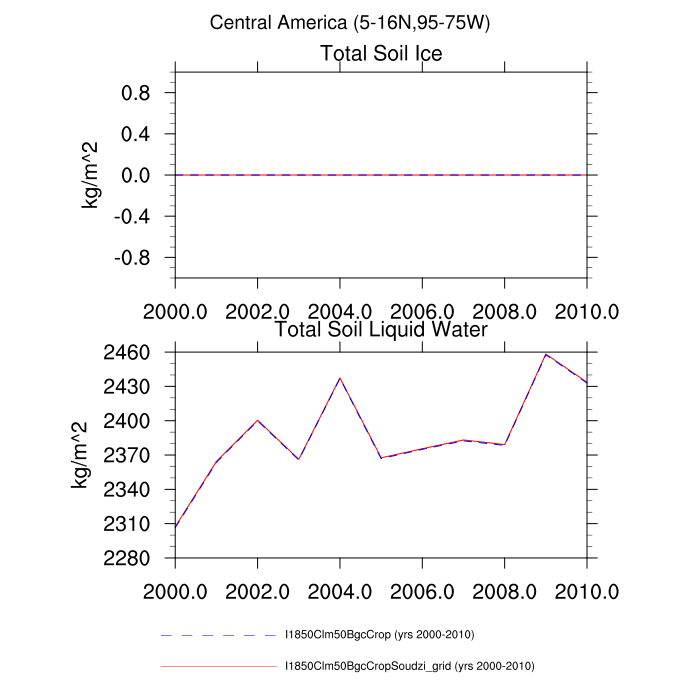 Central America (5-16N,95-75W)
Total Soil Ice
0.8
0.4
0.0
-0.4
-0.8
kg/m^2
2000.0 2002.0 2004.0 2006.0 2008.0 2010.0
Total Soil Liquid Water
2460
2430
2400
2370
2340
2310
2280
kg/m^2
2000.0 2002.0 2004.0 2006.0 2008.0 2010.0
I1850Clm50BgcCrop (yrs 2000-2010)
I1850Clm50BgcCropSoudzi_grid (yrs 2000-2010)